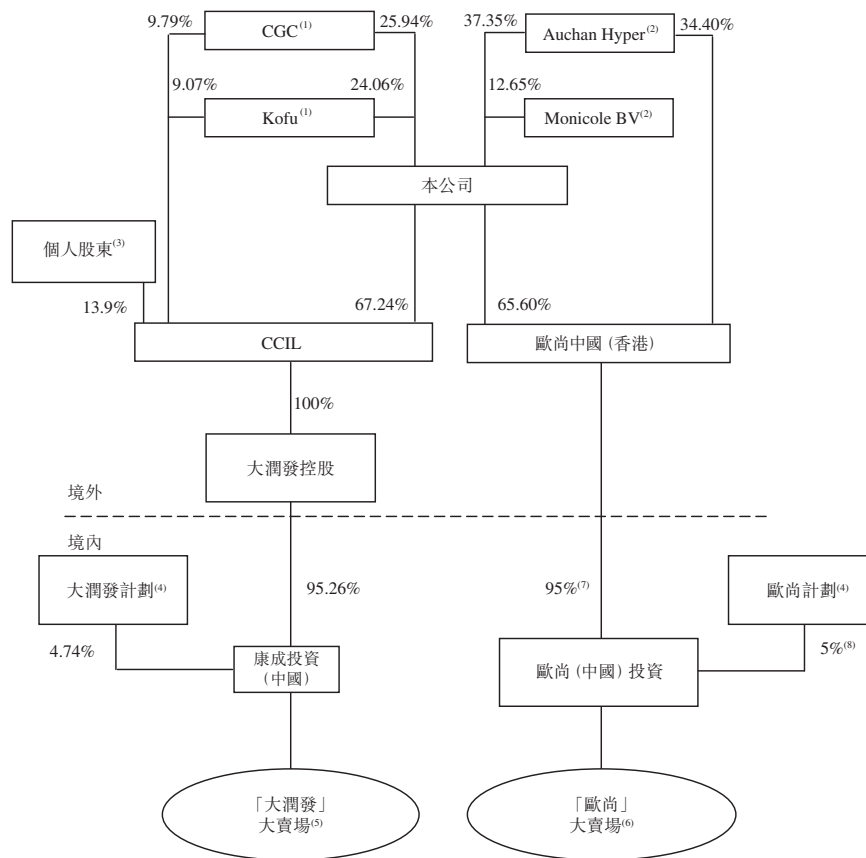 9.79%
CGC(1)
25.94%
37.35%
Auchan Hyper(2)
34.40%
9.07%
24.06%
12.65%
Kofu(1)
Monicole BV(2)
本公司
個人股東(3)
13.9%
67.24%
65.60%
CCIL
歐尚中國(香港)
100%
大潤發控股
境外
境內
大潤發計劃(4)
95.26%
95%(7)
歐尚計劃(4)
4.74%
康成投資
(中國)
歐尚(中國)投資
5%(8)
「大潤發」
大賣場(5)
「歐尚」
大賣場(6)